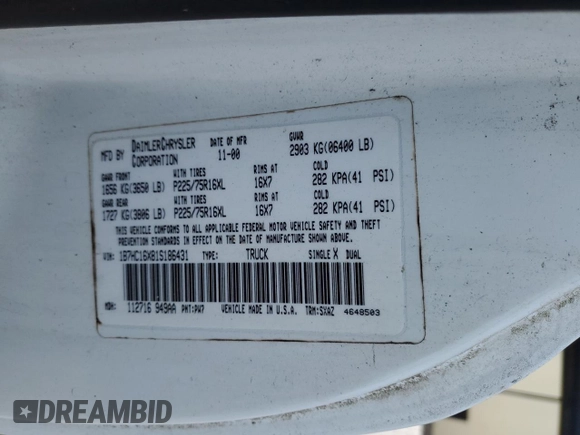 MFD BY DAIMLERCHRYSLER CORPORATION DATE OF MFR 11-00 GVWR 2903 KG(06400 LB)
GAWR FRONT WITH TIRES RIMS AT COLD
1656 KG(3650 LB) P225/75R16XL 16X7 282 KPA(41 PSI)
GAWR REAR WITH TIRES RIMS AT COLD
1727 KG(3806 LB) P225/75R16XL 16X7 282 KPA(41 PSI)
THIS VEHICLE CONFORMS TO ALL APPLICABLE FEDERAL MOTOR VEHICLE SAFETY AND THEFT
PREVENTION STANDARDS IN EFFECT ON THE DATE OF MANUFACTURE SHOWN ABOVE.
VIN: 1B7HC16X81S186431 TYPE: TRUCK SINGLE X DUAL
MDH: 112716 949AA PNT:PW7 VEHICLE MADE IN U.S.A. TRM:SXAZ 4648503
DREAMBID